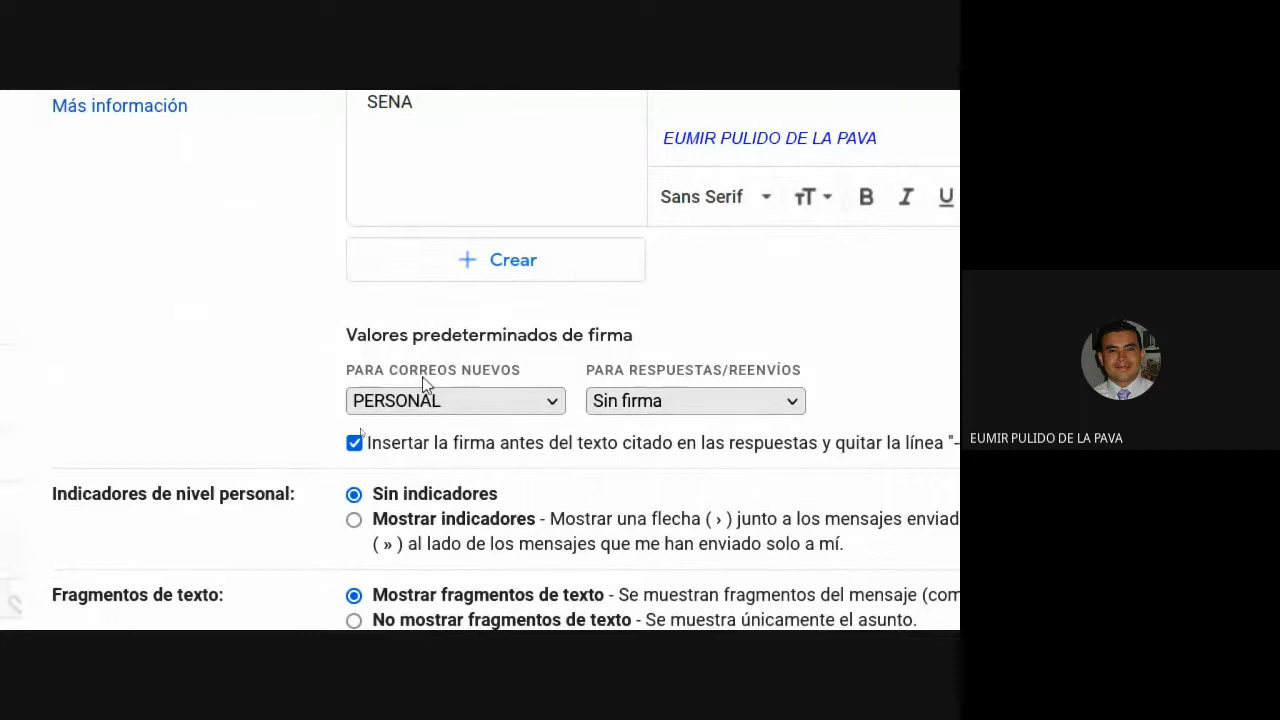 Más información
SENA
EUMIR PULIDO DE LA PAVA
Sans Serif
B I U
+ Crear
Valores predeterminados de firma
PARA CORREOS NUEVOS PARA RESPUESTAS/REENVÍOS
PERSONAL Sin firma
Insertar la firma antes del texto citado en las respuestas y quitar la línea "-
EUMIR PULIDO DE LA PAVA
Indicadores de nivel personal: Sin indicadores
Mostrar indicadores - Mostrar una flecha ( › ) junto a los mensajes enviad
( » ) al lado de los mensajes que me han enviado solo a mí.
Fragmentos de texto: Mostrar fragmentos de texto - Se muestran fragmentos del mensaje (com
No mostrar fragmentos de texto - Se muestra únicamente el asunto.